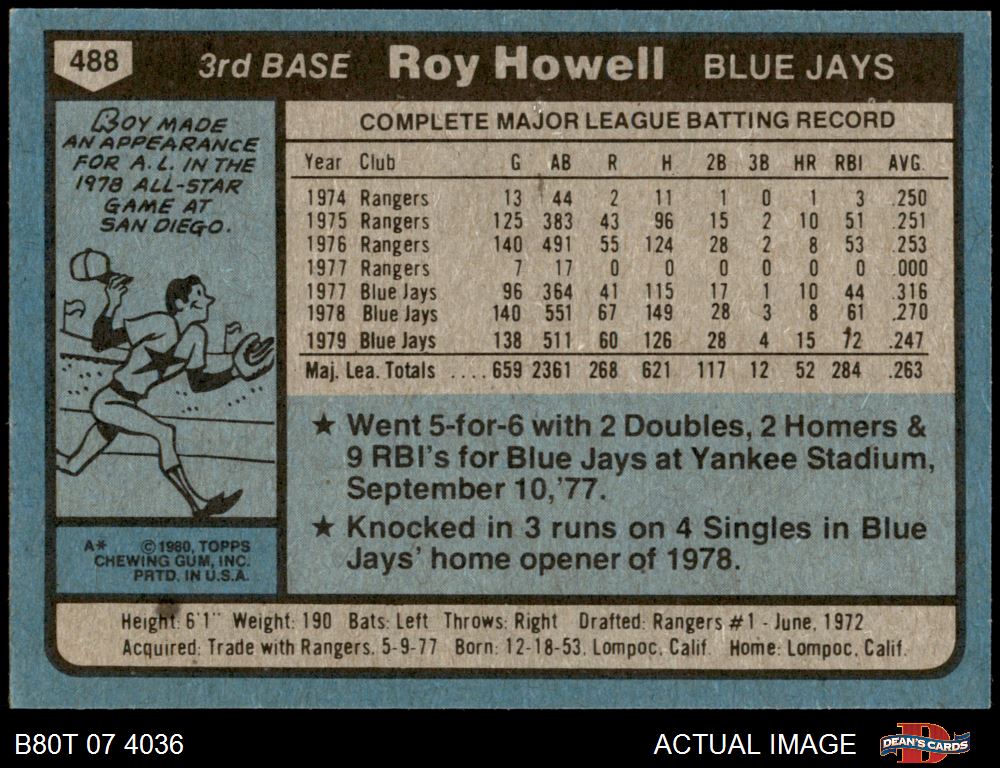 488 3rd BASE Roy Howell BLUE JAYS
ROY MADE
AN APPEARANCE
FOR A.L. IN THE
1978 ALL-STAR
GAME AT
SAN DIEGO.
COMPLETE MAJOR LEAGUE BATTING RECORD
Year Club G AB R H 2B 3B HR RBI AVG.
1974 Rangers 13 44 2 11 1 0 1 3 .250
1975 Rangers 125 383 43 96 15 2 10 51 .251
1976 Rangers 140 491 55 124 28 2 8 53 .253
1977 Rangers 7 17 0 0 0 0 0 0 .000
1977 Blue Jays 96 364 41 115 17 1 10 44 .316
1978 Blue Jays 140 551 67 149 28 3 8 61 .270
1979 Blue Jays 138 511 60 126 28 4 15 72 .247
Maj. Lea. Totals .... 659 2361 268 621 117 12 52 284 .263
★ Went 5-for-6 with 2 Doubles, 2 Homers &
9 RBI's for Blue Jays at Yankee Stadium,
September 10,'77.
★ Knocked in 3 runs on 4 Singles in Blue
Jays' home opener of 1978.
A* ©1980, TOPPS
CHEWING GUM, INC.
PRTD. IN U.S.A.
Height: 6'1" Weight: 190 Bats: Left Throws: Right Drafted: Rangers #1 - June, 1972
Acquired: Trade with Rangers, 5-9-77 Born: 12-18-53, Lompoc, Calif. Home: Lompoc, Calif.
B80T 07 4036 ACTUAL IMAGE DEAN'S CARDS